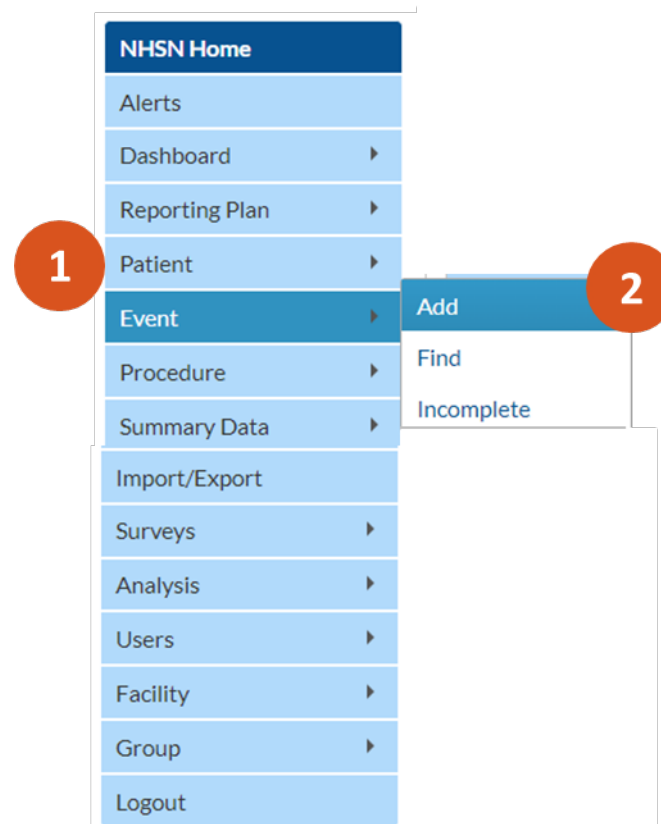 NHSN Home
Alerts
Dashboard
Reporting Plan
1
Patient
Event
Procedure
Summary Data
Import/Export
Surveys
Analysis
Users
Facility
Group
Logout
2
Add
Find
Incomplete